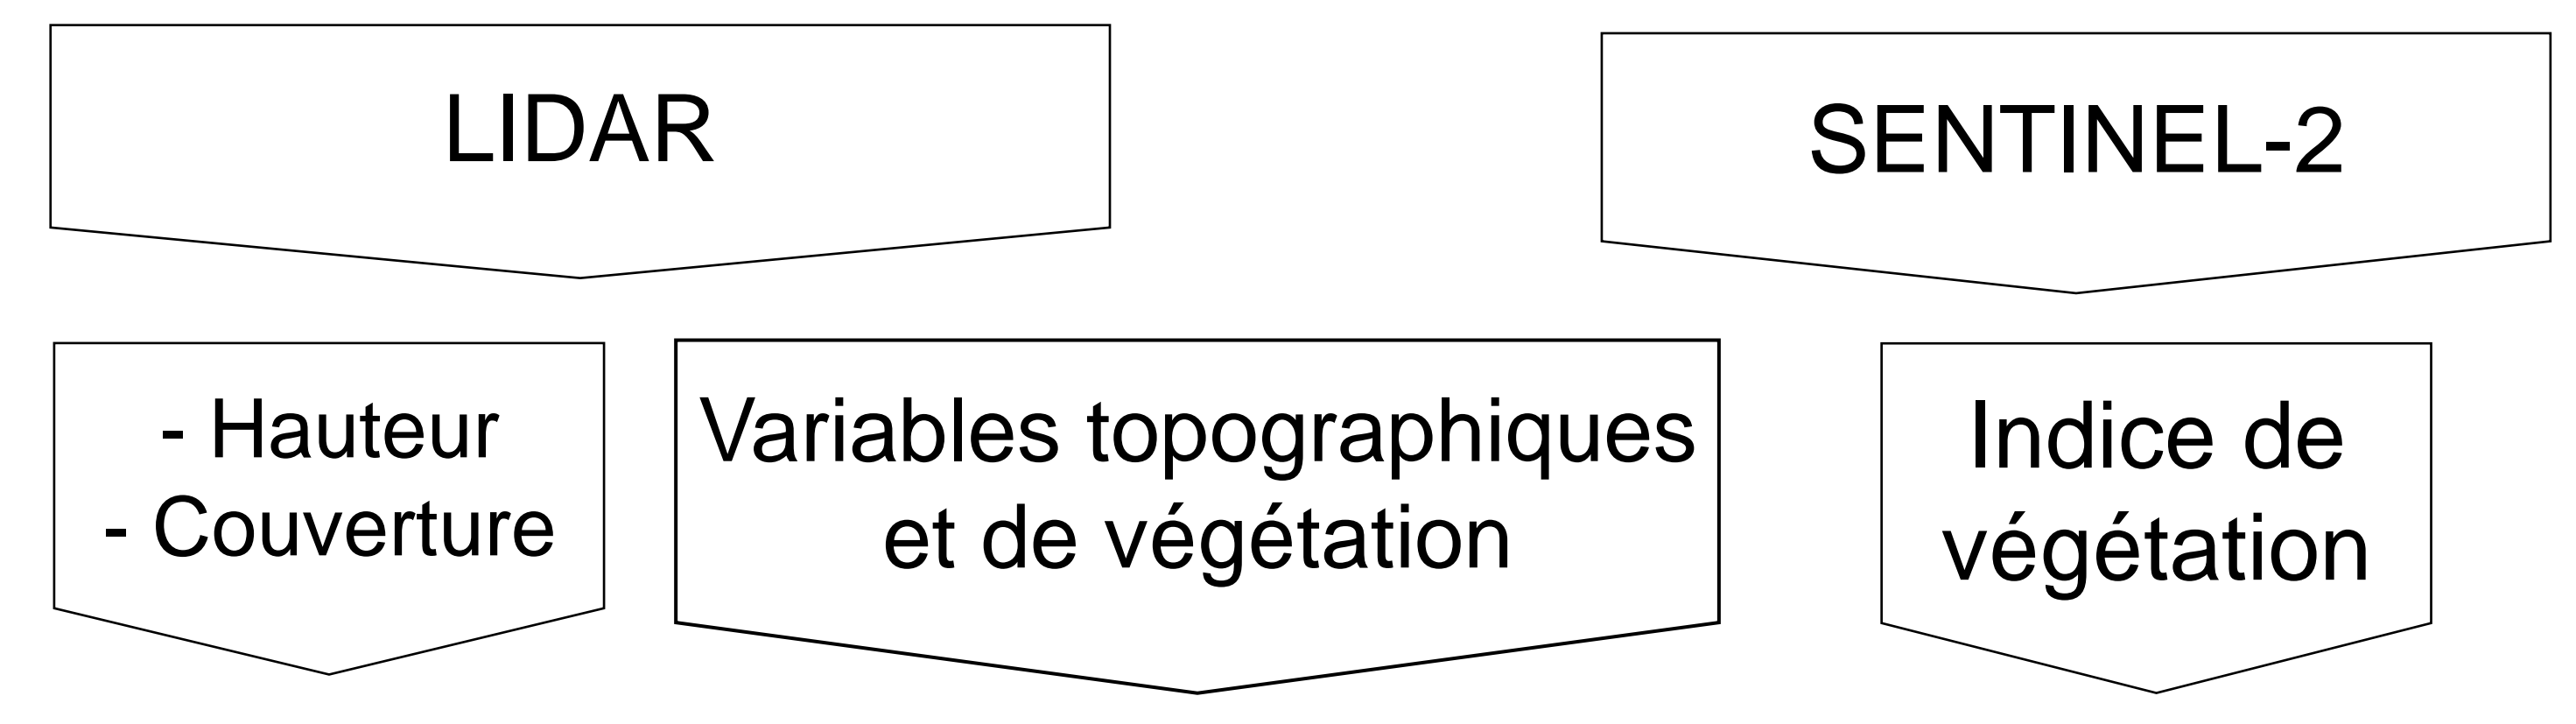 LIDAR
SENTINEL-2
- Hauteur
- Couverture
Variables topographiques
et de végétation
Indice de
végétation